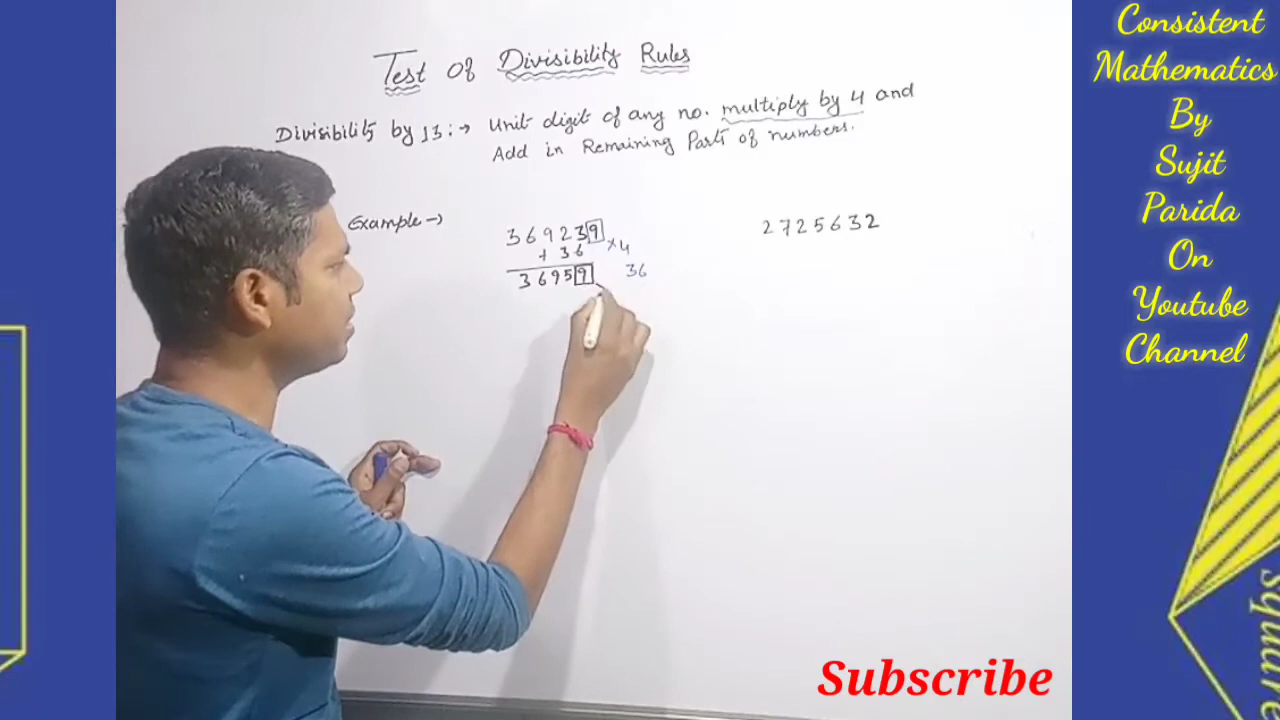 Test of Divisibility Rules
Divisibility by 13:→ Unit digit of any no. multiply by 4 and
Add in Remaining Part of numbers.
Example→
369239
×4
+ 36
36
36959
2725632
Consistent
Mathematics
By
Sujit
Parida
On
Youtube
Channel
Subscribe
square